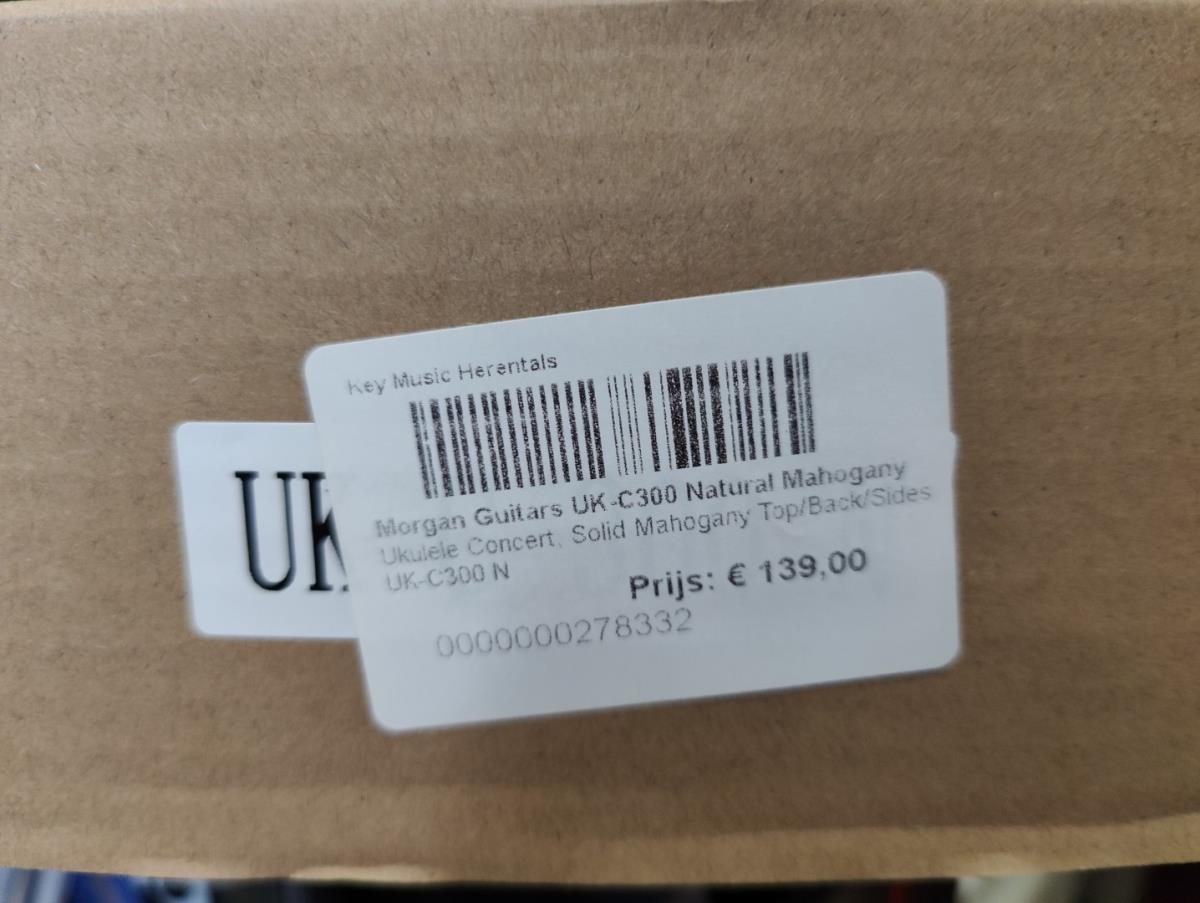 Key Music Herentals
Morgan Guitars UK-C300 Natural Mahogany
Ukulele Concert, Solid Mahogany Top/Back/Sides
UK-C300 N
Prijs: € 139,00
0000000278332
UK